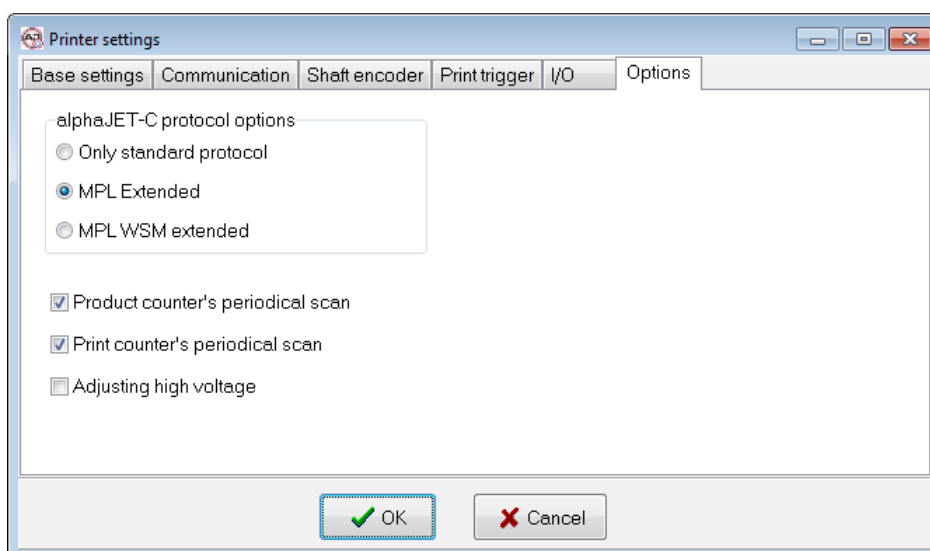 Printer settings
Base settings Communication Shaft encoder Print trigger I/O Options
alphaJET-C protocol options
Only standard protocol
MPL Extended
MPL WSM extended
Product counter's periodical scan
Print counter's periodical scan
Adjusting high voltage
OK Cancel